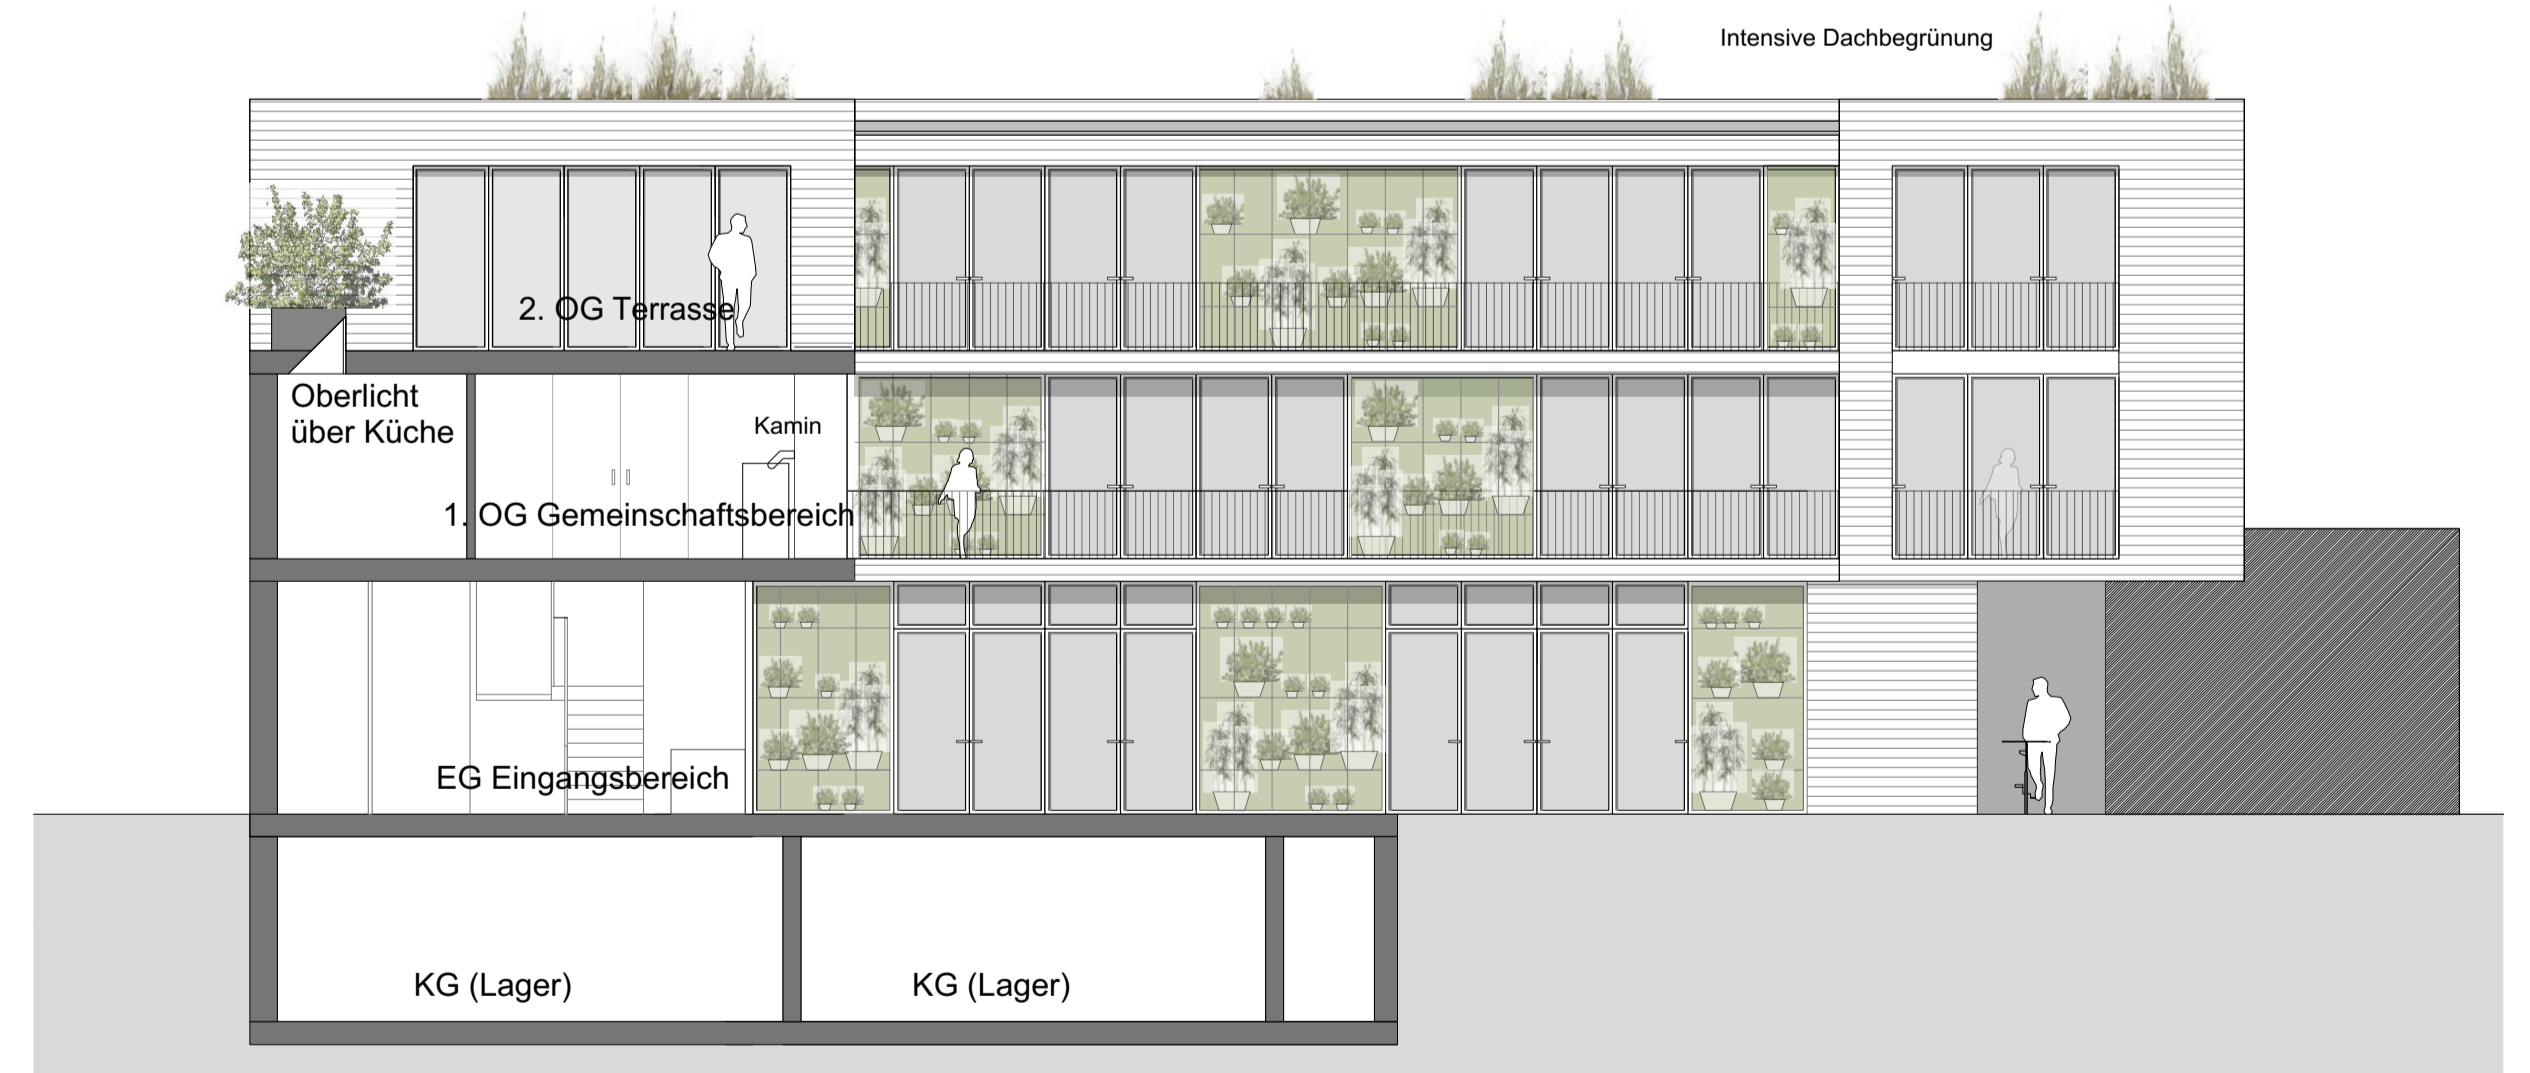 Intensive Dachbegrünung
2. OG Terrasse
Oberlicht
über Küche
Kamin
1. OG Gemeinschaftsbereich
EG Eingangsbereich
KG (Lager)
KG (Lager)